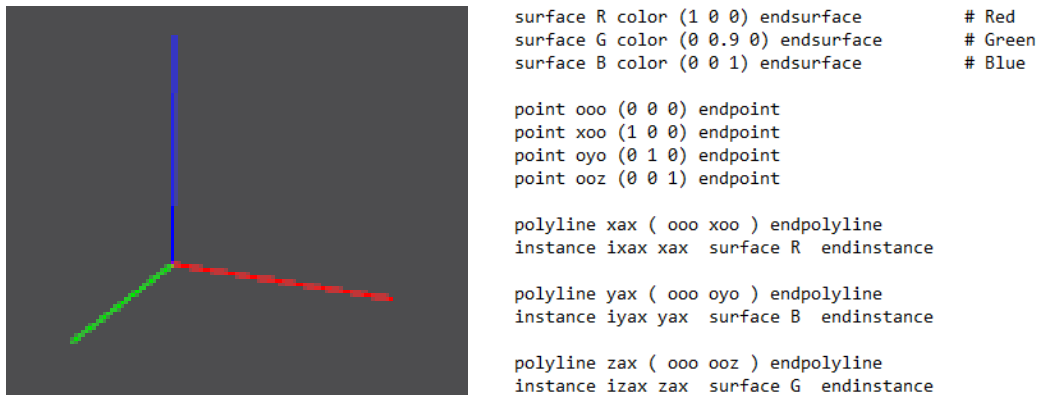 surface R color (1 0 0) endsurface # Red
surface G color (0 0.9 0) endsurface # Green
surface B color (0 0 1) endsurface # Blue
point ooo (0 0 0) endpoint
point xoo (1 0 0) endpoint
point oyo (0 1 0) endpoint
point ooz (0 0 1) endpoint
polyline xax ( ooo xoo ) endpolyline
instance ixax xax surface R endinstance
polyline yax ( ooo oyo ) endpolyline
instance iyax yax surface B endinstance
polyline zax ( ooo ooz ) endpolyline
instance izax zax surface G endinstance